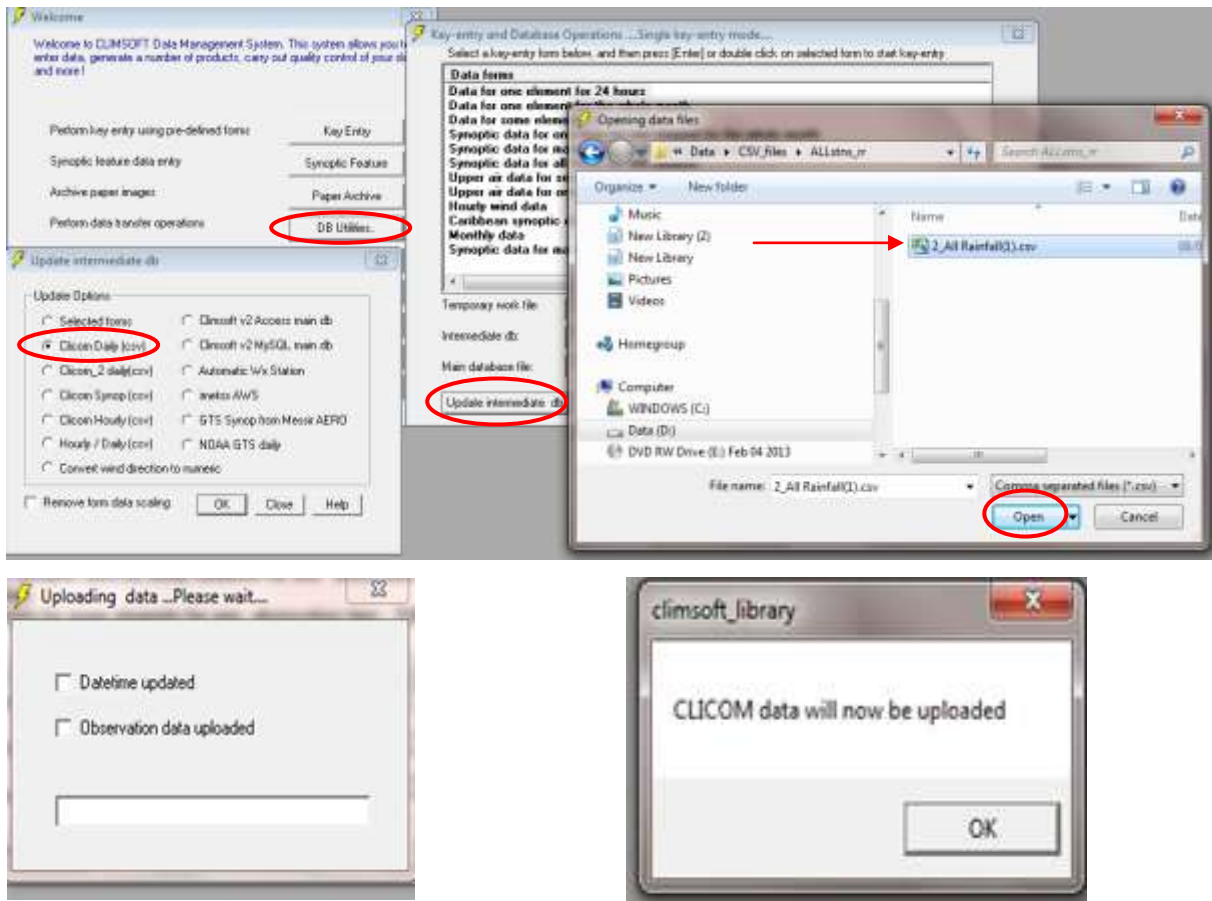 Welcome
Welcome to CLIMSOFT Data Management System. This system allows you
enter data, generate a number of products, carry out quality control of your
and more!
Perform key entry using pre-defined forms
Key Entry
Synoptic feature data entry
Synoptic Feature
Archive paper images
Paper Archive
Perform data transfer operations
DB Utilities..
Key-entry and Database Operations ....Single key-entry mode....
Select a key-entry form below, and then press [Enter] or double click on selected form to start key-entry
Data forms
Data for one element for 24 hours
Data for one element for the whole month
Data for some eleme
Synoptic data for on
Synoptic data for ma
Synoptic data for all
Upper air data for se
Upper air data for
Hourly wind data
Caribbean synoptic
Monthly data
Synoptic data for ma
Temporary work file:
Intermediate db:
Main database file:
Update intermediate db
Update intermediate db
Update Options
Selected forms
Climsoft v2 Access main db
Clicom Daily (csv)
Climsoft v2 MySQL main db
Clicom_2 daily(csv)
Automatic Wx Station
Clicom Synop (csv)
AWS
Clicom Hourly (csv)
GTS Synop from Messir AERO
Hourly / Daily (csv)
NOAA GTS daily
Convert wind direction to numeric
Remove form data scaling
OK
Close
Help
Opening data files
Data
CSV_files
ALLstns_rr
Search ALLstns_rr
Organize
New folder
Music
New Library (2)
New Library
Pictures
Videos
Homegroup
Computer
WINDOWS (C:)
Data (D:)
DVD RW Drive (E:) Feb 04 2013
Name
Date
2_All Rainfall(1).csv
File name:
2_All Rainfall(1).csv
Comma separated files (*.csv)
Open
Cancel
Uploading data ...Please wait....
Datetime updated
Observation data uploaded
climsoft_library
CLICOM data will now be uploaded
OK